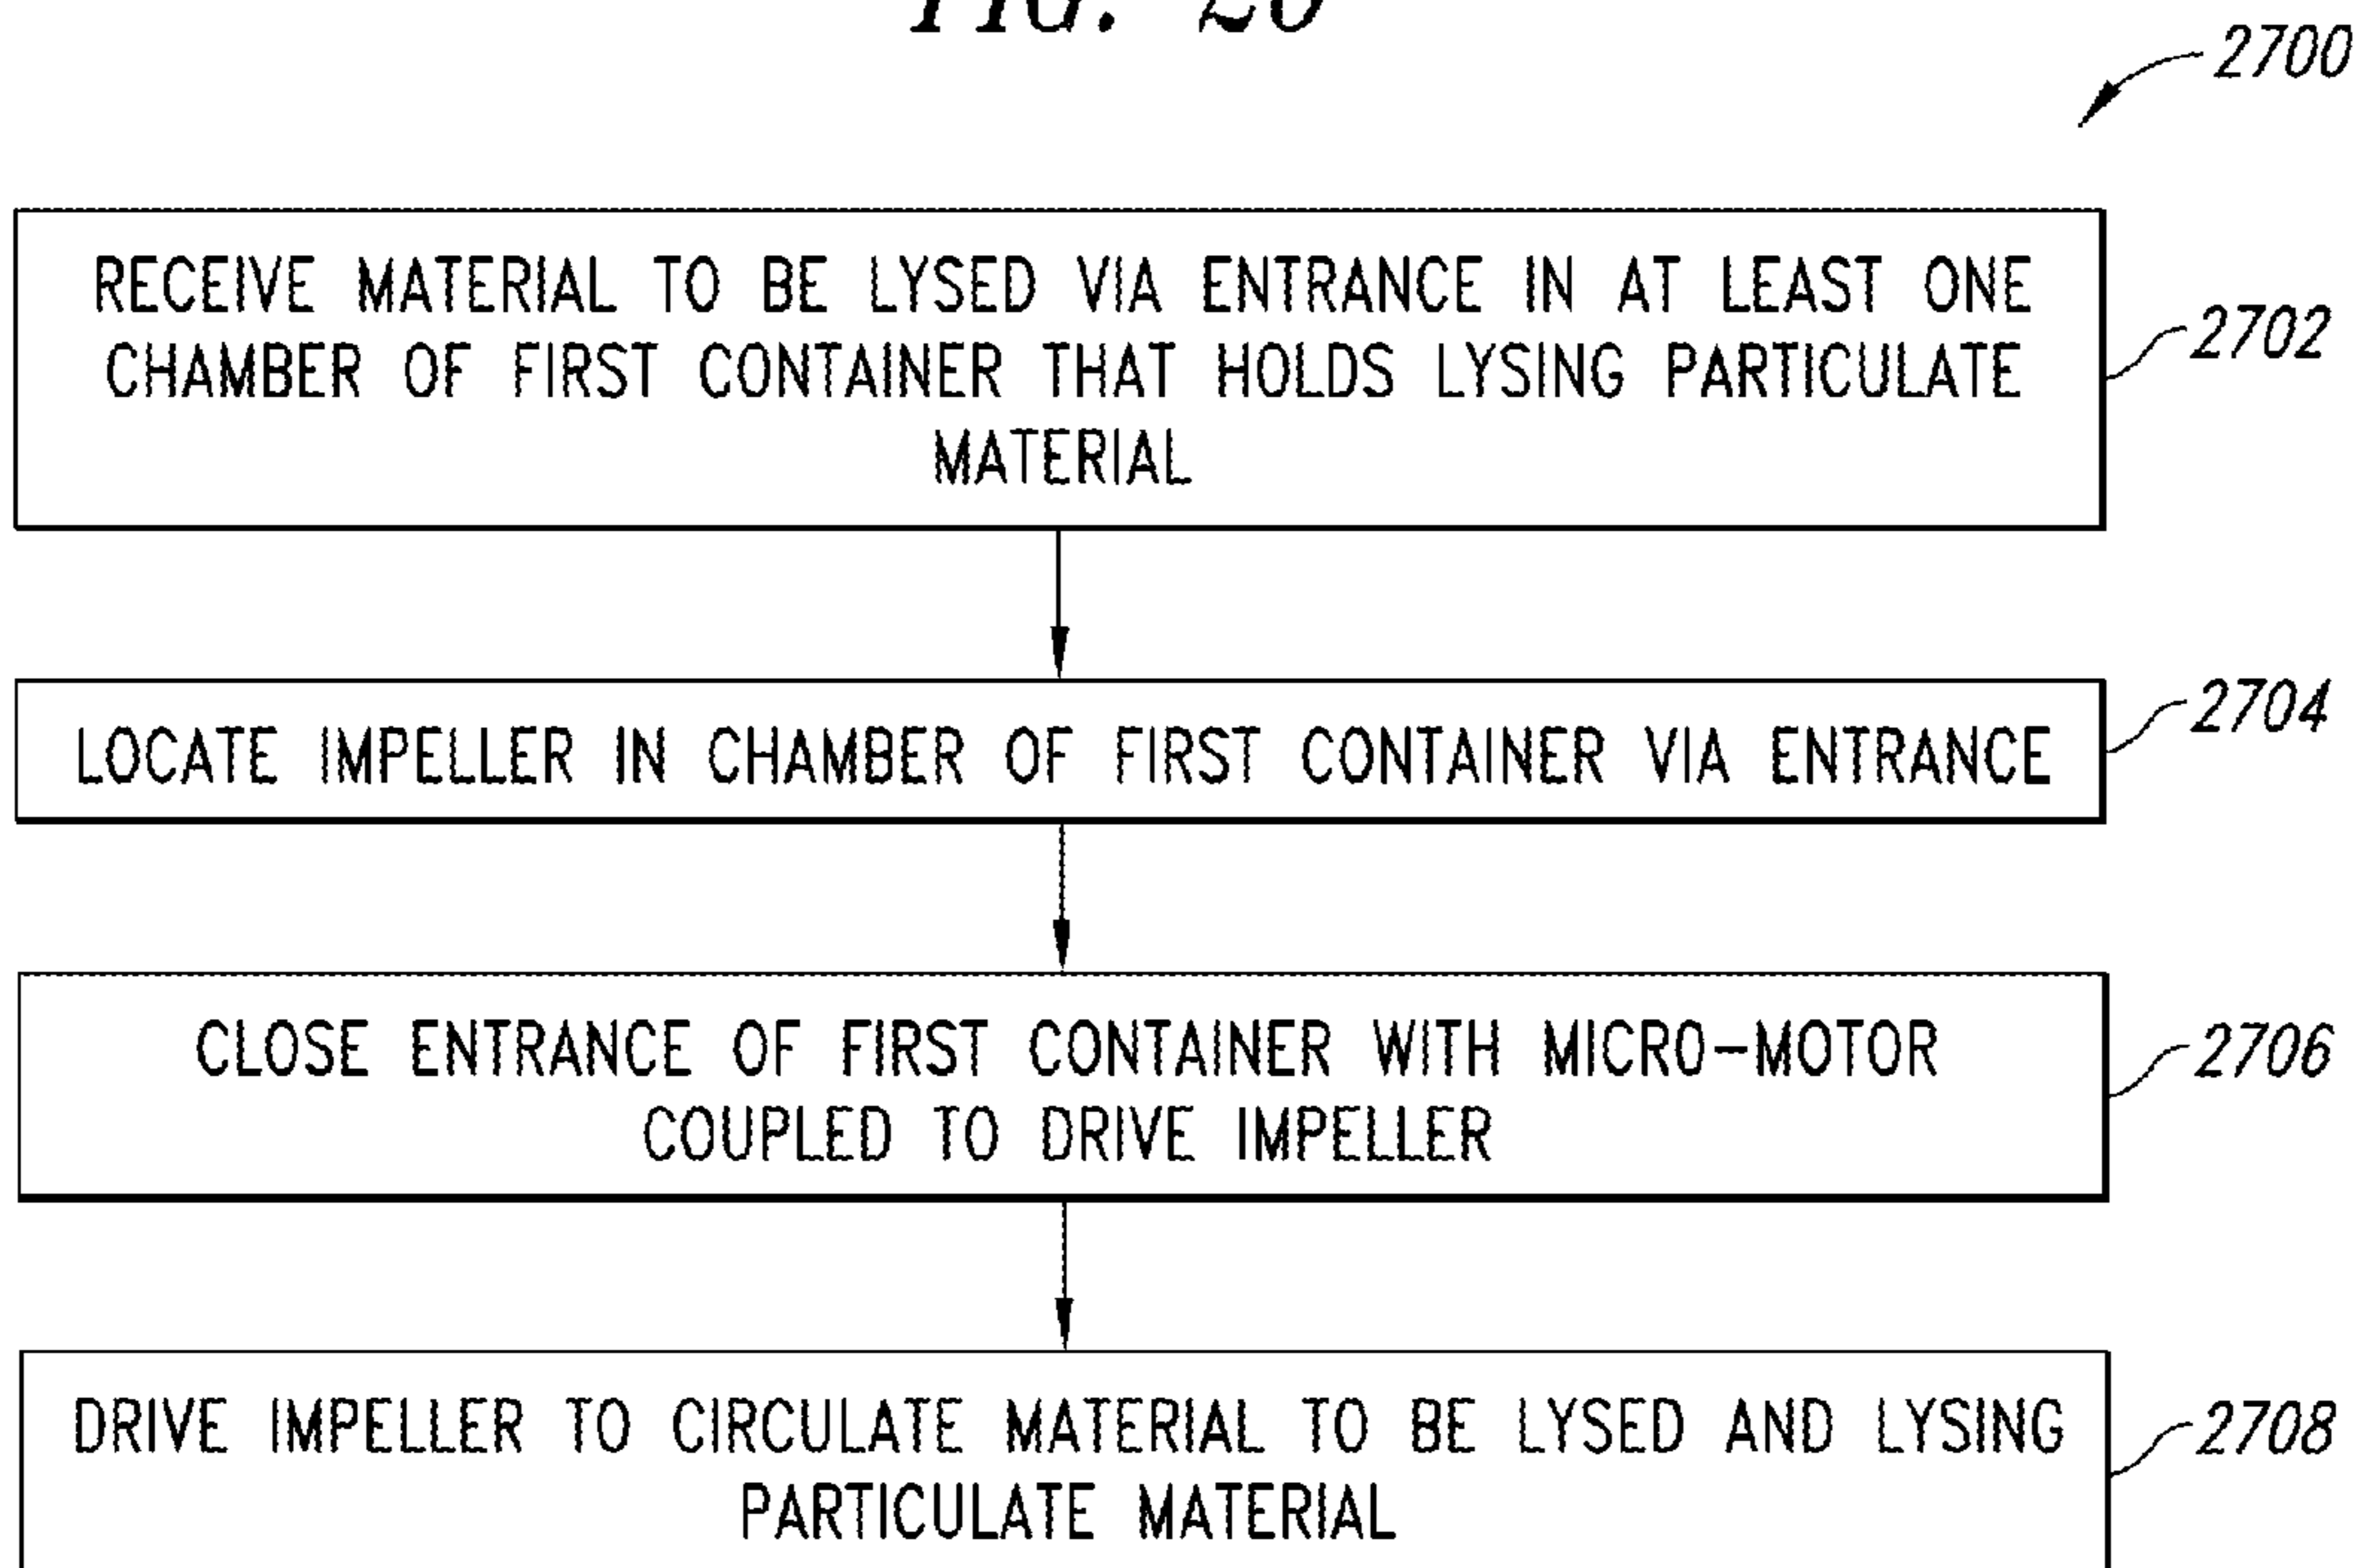 FIG. 26
2700
RECEIVE MATERIAL TO BE LYSED VIA ENTRANCE IN AT LEAST ONE
CHAMBER OF FIRST CONTAINER THAT HOLDS LYSING PARTICULATE
MATERIAL
2702
LOCATE IMPELLER IN CHAMBER OF FIRST CONTAINER VIA ENTRANCE
2704
CLOSE ENTRANCE OF FIRST CONTAINER WITH MICRO-MOTOR
COUPLED TO DRIVE IMPELLER
2706
DRIVE IMPELLER TO CIRCULATE MATERIAL TO BE LYSED AND LYSING
PARTICULATE MATERIAL
2708